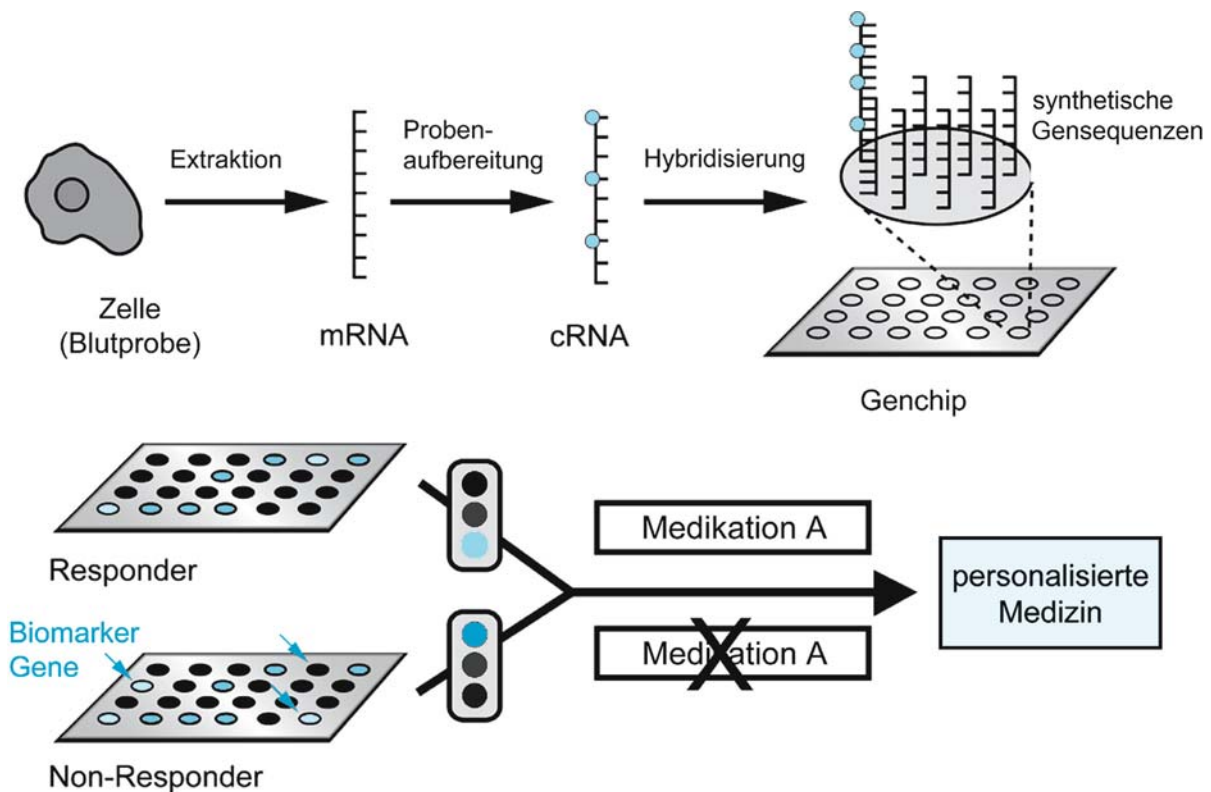 Extraktion
Proben-
aufbereitung
Hybridisierung
synthetische
Gensequenzen
Zelle
(Blutprobe)
mRNA
cRNA
Genchip
Responder
Medikation A
personalisierte
Medizin
Biomarker
Gene
Medikation A
Non-Responder